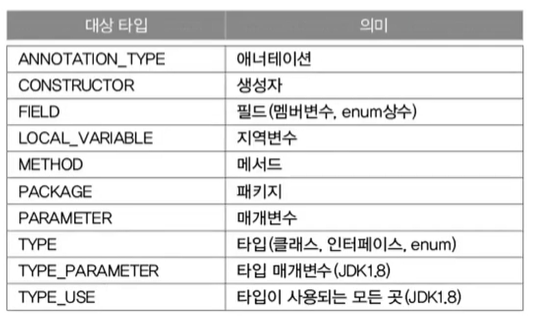 대상 타입 의미
ANNOTATION_TYPE 애너테이션
CONSTRUCTOR 생성자
FIELD 필드(멤버변수, enum상수)
LOCAL_VARIABLE 지역변수
METHOD 메서드
PACKAGE 패키지
PARAMETER 매개변수
TYPE 타입(클래스, 인터페이스, enum)
TYPE_PARAMETER 타입 매개변수(JDK1.8)
TYPE_USE 타입이 사용되는 모든 곳(JDK1.8)